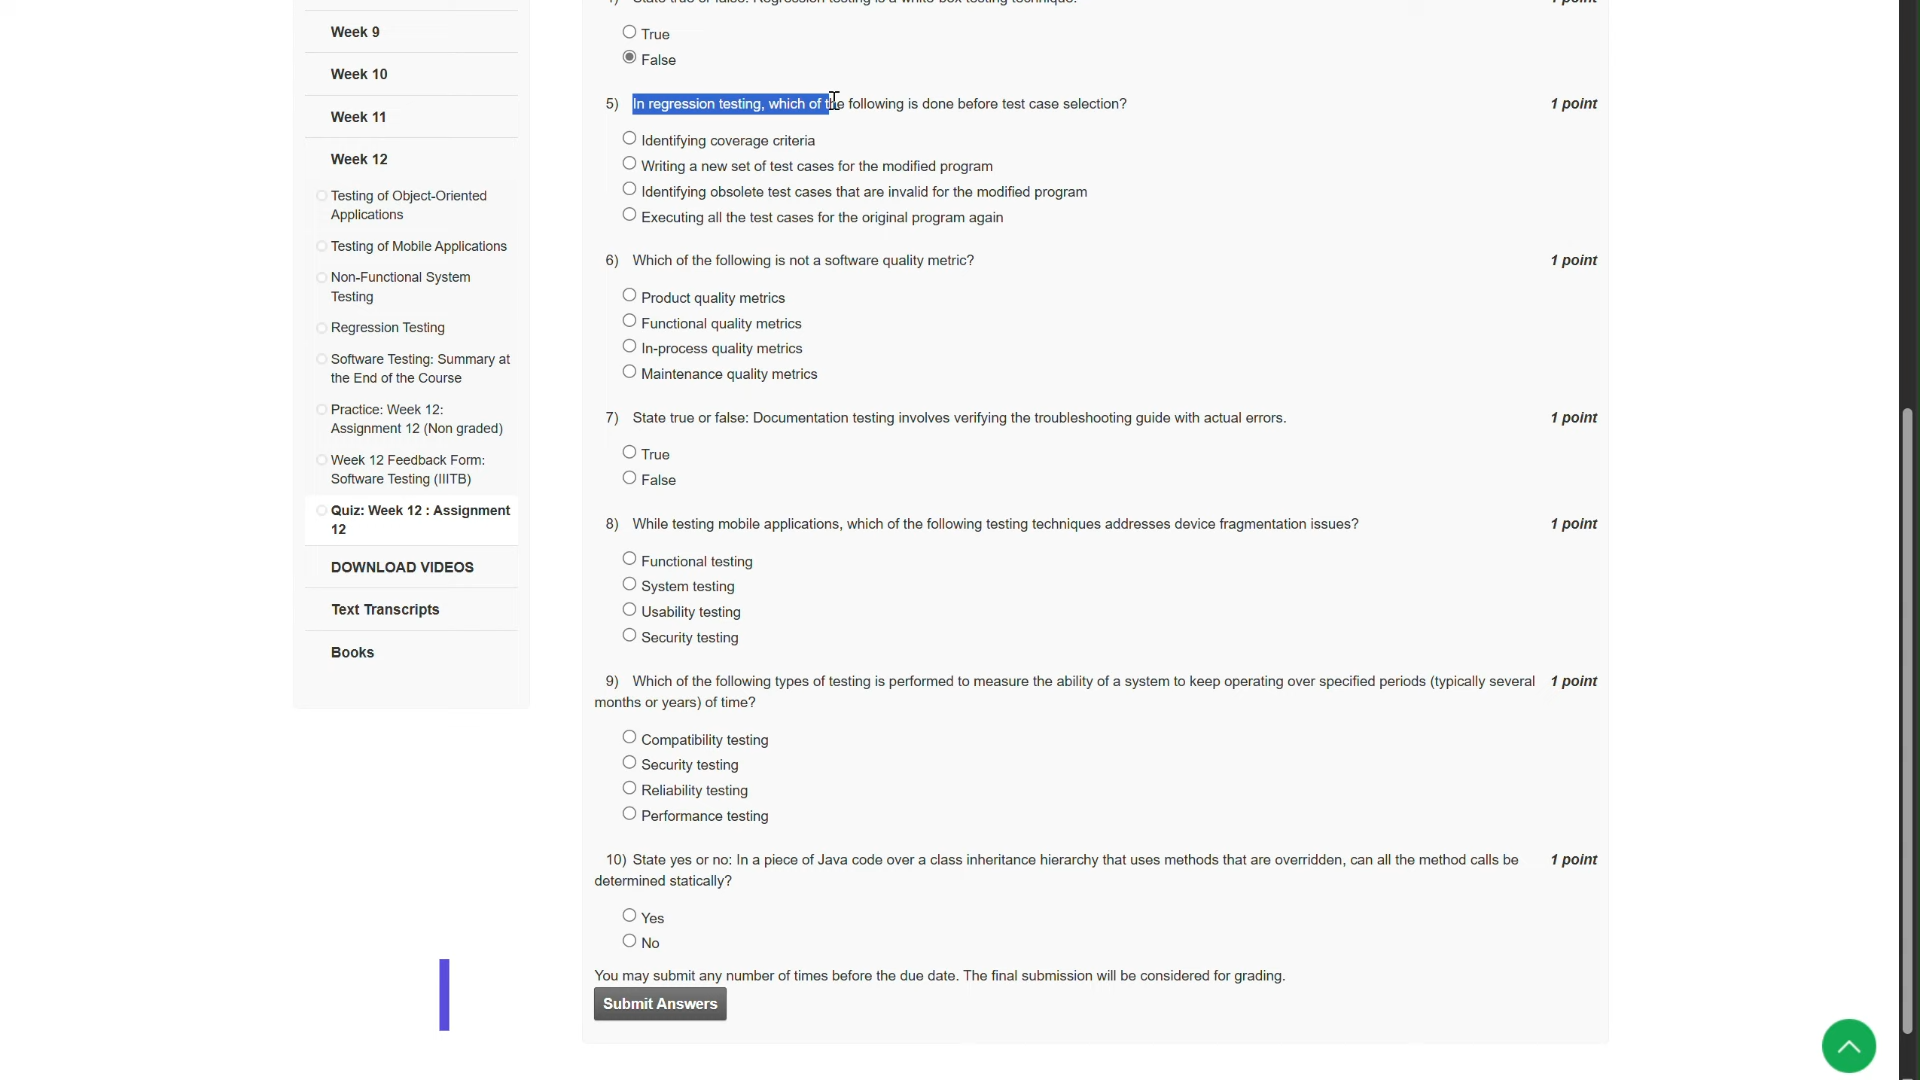 Week 9
Week 10
Week 11
Week 12
Testing of Object-Oriented
Applications
Testing of Mobile Applications
Non-Functional System
Testing
Regression Testing
Software Testing: Summary at
the End of the Course
Practice: Week 12:
Assignment 12 (Non graded)
Week 12 Feedback Form:
Software Testing (IIITB)
Quiz: Week 12 : Assignment
12
DOWNLOAD VIDEOS
Text Transcripts
Books
4) State true or false: Regression testing is a white-box testing technique. 1 point
True
False
5) In regression testing, which of the following is done before test case selection? 1 point
Identifying coverage criteria
Writing a new set of test cases for the modified program
Identifying obsolete test cases that are invalid for the modified program
Executing all the test cases for the original program again
6) Which of the following is not a software quality metric? 1 point
Product quality metrics
Functional quality metrics
In-process quality metrics
Maintenance quality metrics
7) State true or false: Documentation testing involves verifying the troubleshooting guide with actual errors. 1 point
True
False
8) While testing mobile applications, which of the following testing techniques addresses device fragmentation issues? 1 point
Functional testing
System testing
Usability testing
Security testing
9) Which of the following types of testing is performed to measure the ability of a system to keep operating over specified periods (typically several 1 point
months or years) of time?
Compatibility testing
Security testing
Reliability testing
Performance testing
10) State yes or no: In a piece of Java code over a class inheritance hierarchy that uses methods that are overridden, can all the method calls be 1 point
determined statically?
Yes
No
You may submit any number of times before the due date. The final submission will be considered for grading.
Submit Answers